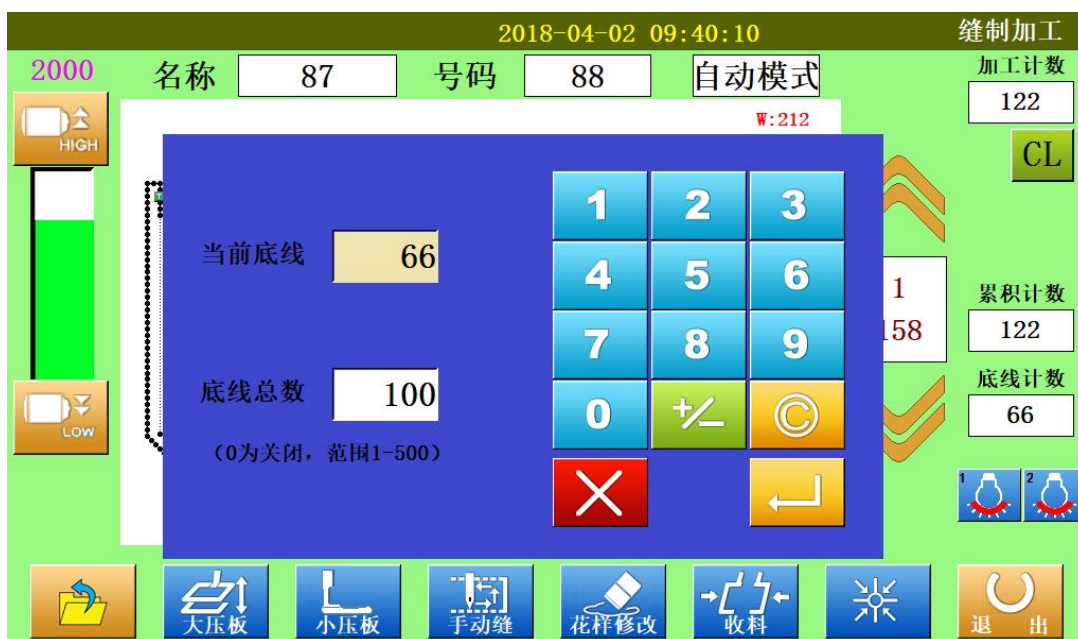 2018-04-02 09:40:10 缝制加工
2000 名称 87 号码 88 自动模式 加工计数
122
W:212
HIGH
CL
1 2 3
当前底线 66
4 5 6
1
累积计数
158
122
7 8 9
底线总数 100
底线计数
0 +/- ©
66
LOW
(0为关闭，范围1-500)
1 2
大压板 小压板 手动缝 花样修改 收料 退 出